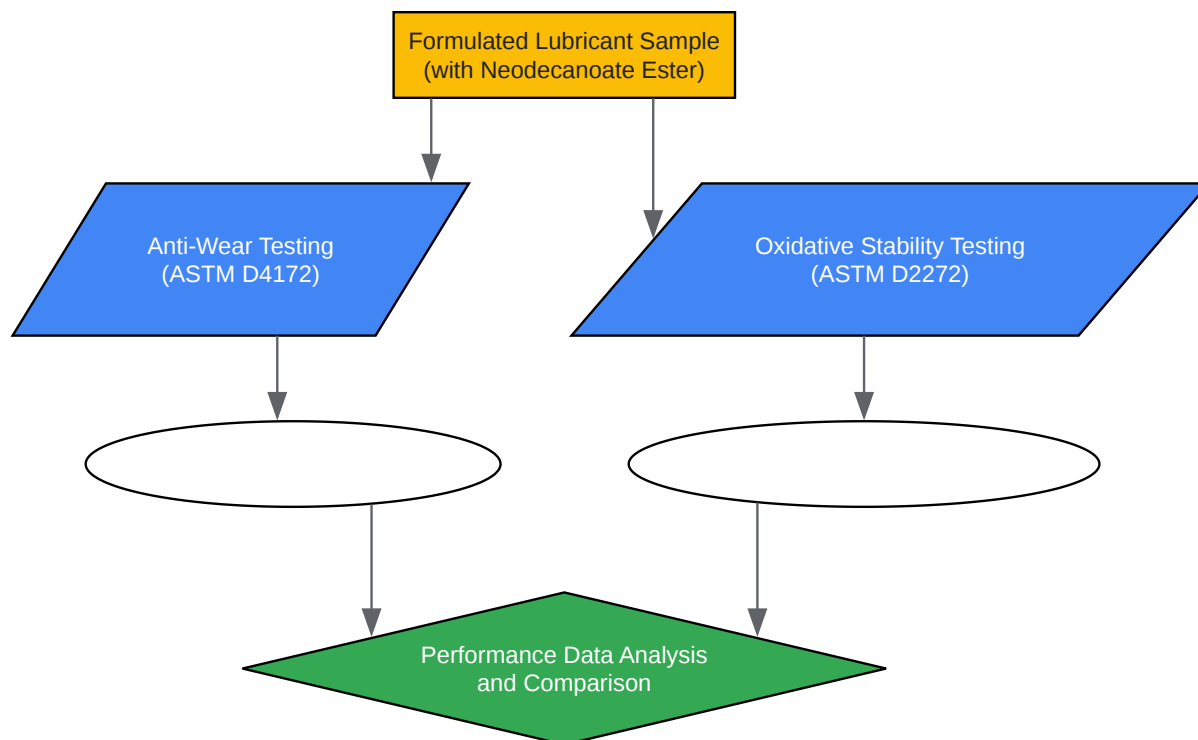 Formulated Lubricant Sample
(with Neodecanoate Ester)
Anti-Wear Testing
(ASTM D4172)
Oxidative Stability Testing
(ASTM D2272)
Performance Data Analysis
and Comparison